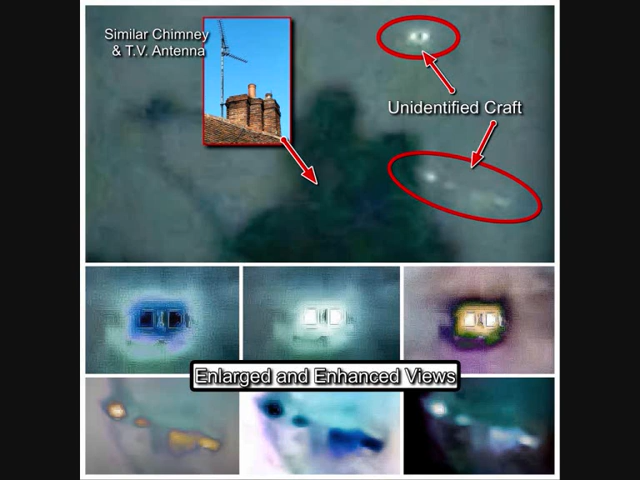 Similar Chimney
& T.V. Antenna
Unidentified Craft
Enlarged and Enhanced Views